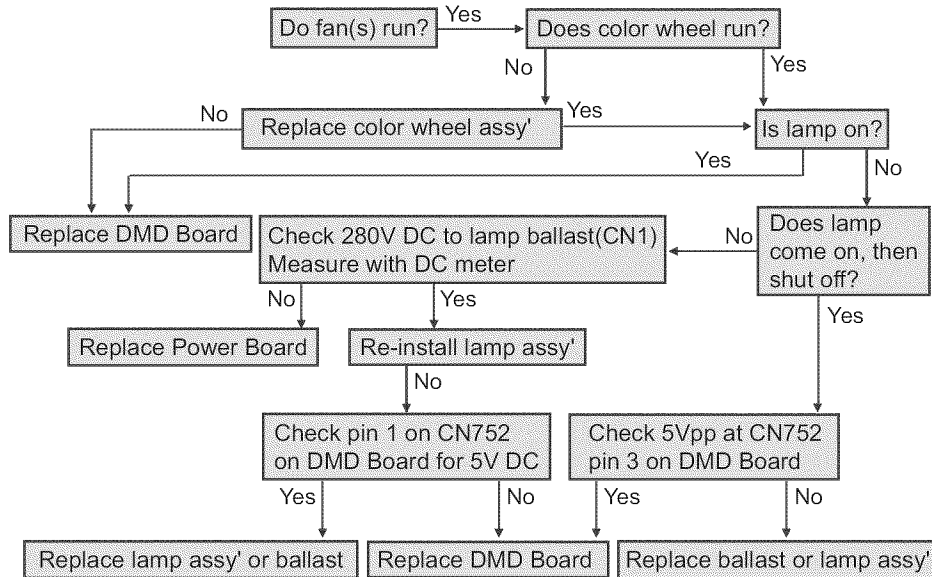 Do fan(s) run?
Yes
Does color wheel run?
No
Yes
No
Replace color wheel assy'
Yes
Is lamp on?
Yes
No
Replace DMD Board
Check 280V DC to lamp ballast(CN1)
Measure with DC meter
No
Does lamp
come on, then
shut off?
No
Yes
Yes
Replace Power Board
Re-install lamp assy'
No
Check pin 1 on CN752
on DMD Board for 5V DC
Check 5Vpp at CN752
pin 3 on DMD Board
Yes
No
Yes
No
Replace lamp assy' or ballast
Replace DMD Board
Replace ballast or lamp assy'